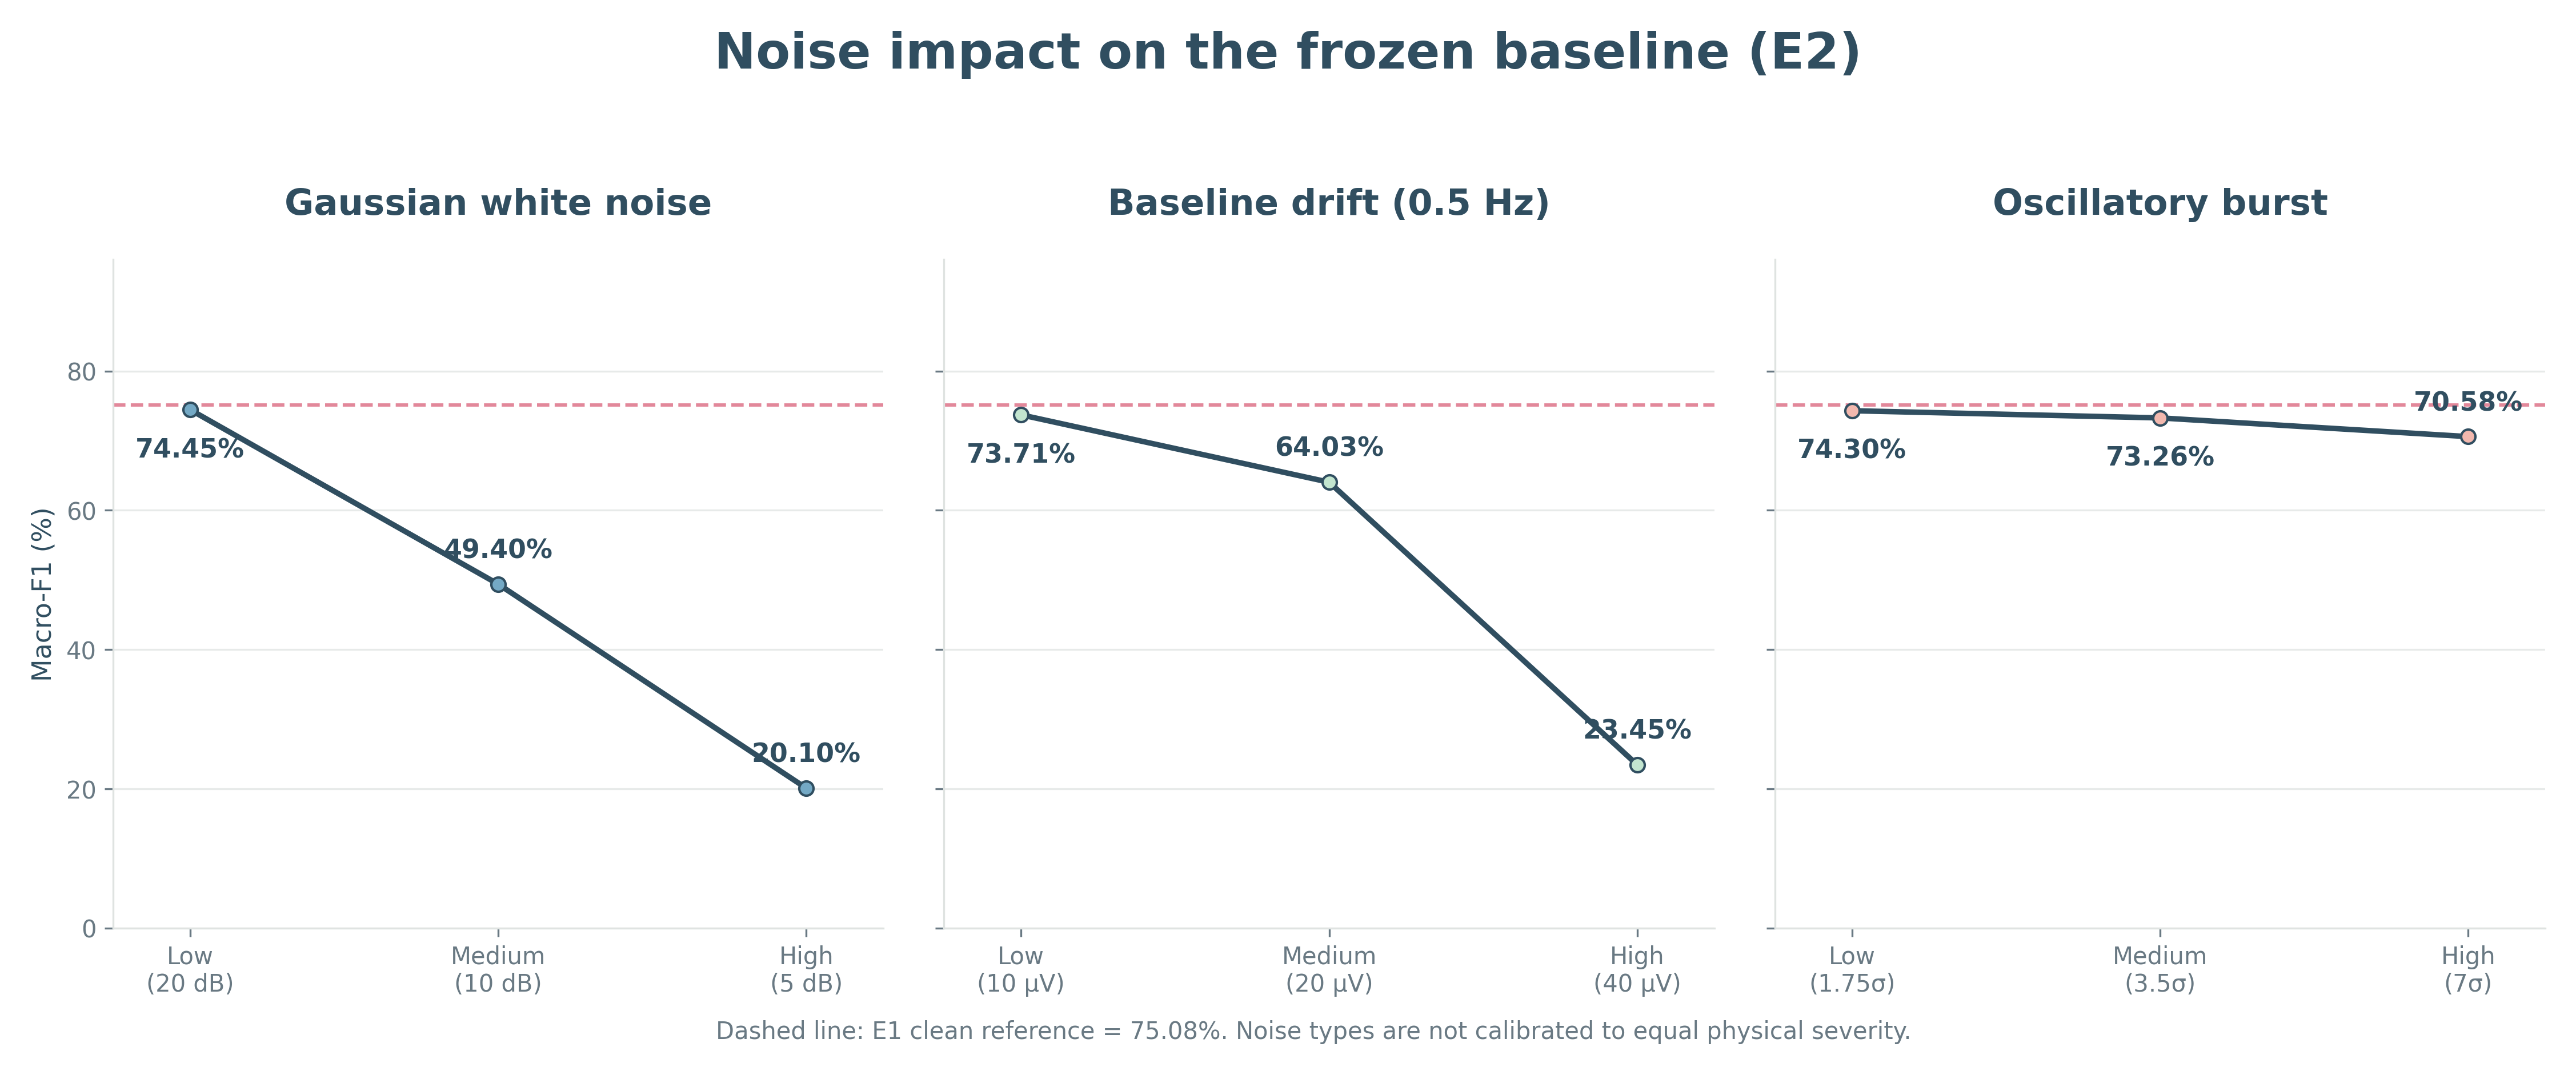 Noise impact on the frozen baseline (E2)
Gaussian white noise
Baseline drift (0.5 Hz)
Oscillatory burst
Macro-F1 (%)
80
60
40
20
0
74.45%
49.40%
20.10%
Low
(20 dB)
Medium
(10 dB)
High
(5 dB)
73.71%
64.03%
23.45%
Low
(10 µV)
Medium
(20 µV)
High
(40 µV)
74.30%
73.26%
70.58%
Low
(1.75σ)
Medium
(3.5σ)
High
(7σ)
Dashed line: E1 clean reference = 75.08%. Noise types are not calibrated to equal physical severity.